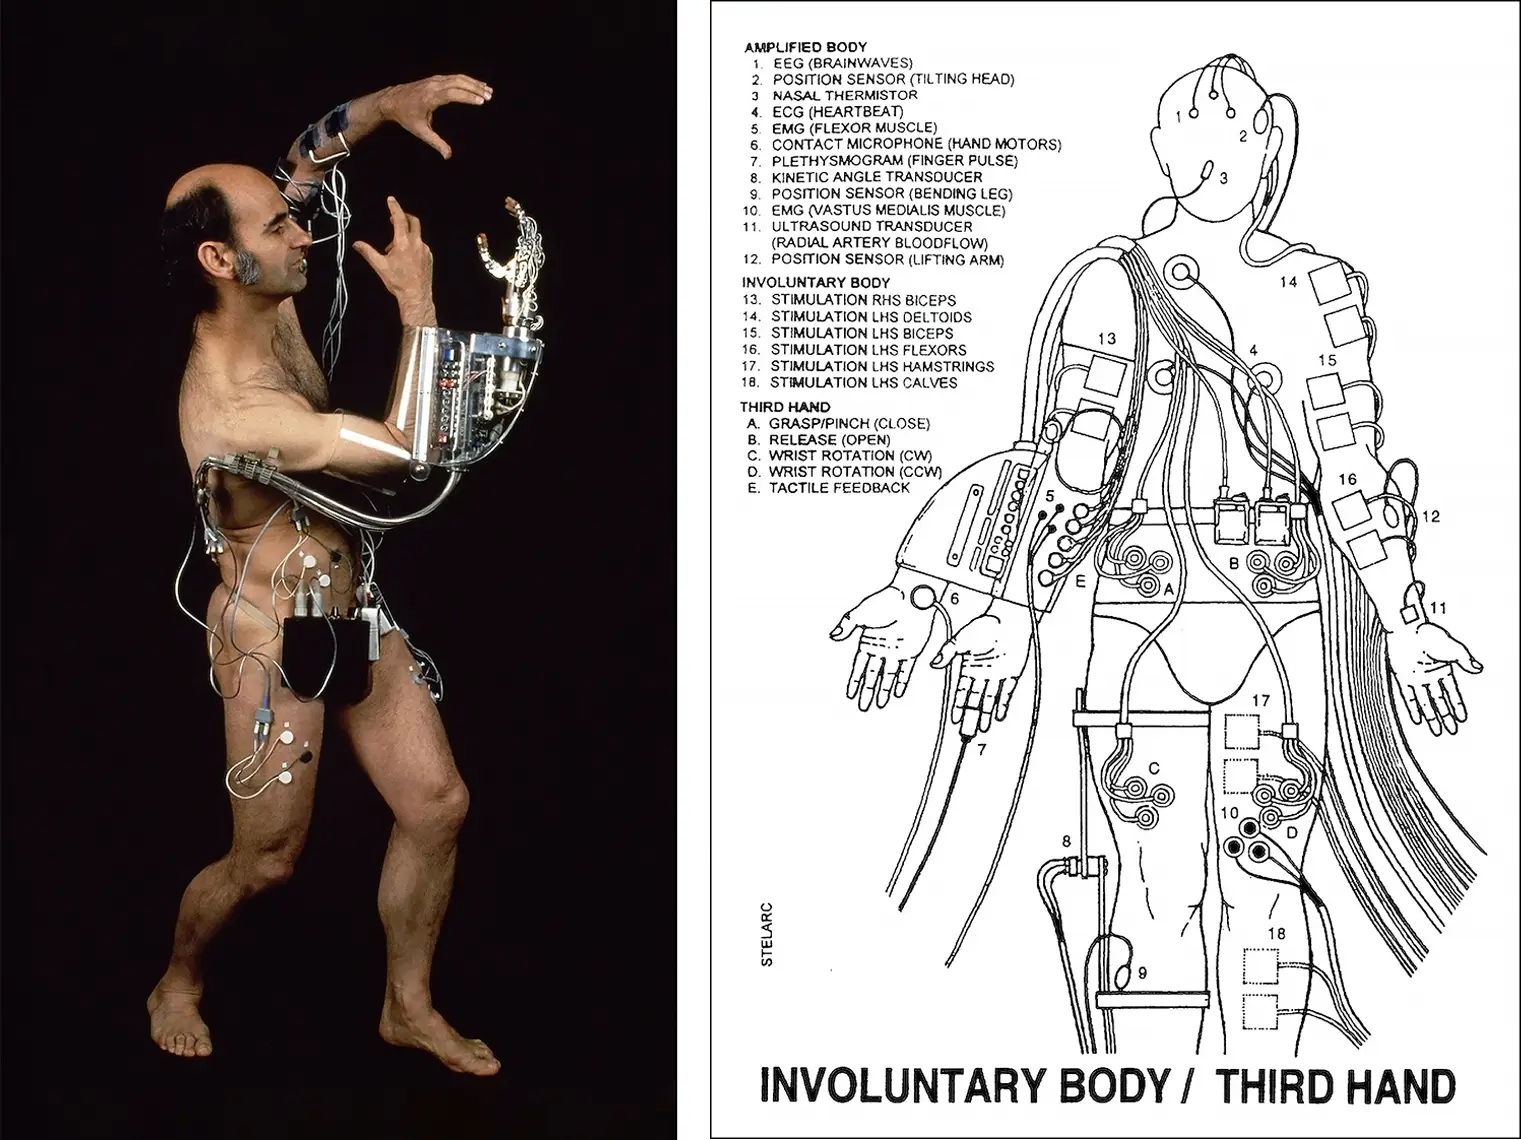 AMPLIFIED BODY
1. EEG (BRAINWAVES)
2. POSITION SENSOR (TILTING HEAD)
3 NASAL THERMISTOR
4. ECG (HEARTBEAT)
5. EMG (FLEXOR MUSCLE)
6. CONTACT MICROPHONE (HAND MOTORS)
7. PLETHYSMOGRAM (FINGER PULSE)
8. KINETIC ANGLE TRANSDUCER
9. POSITION SENSOR (BENDING LEG)
10. EMG (VASTUS MEDIALIS MUSCLE)
11. ULTRASOUND TRANSDUCER
(RADIAL ARTERY BLOODFLOW)
12. POSITION SENSOR (LIFTING ARM)
INVOLUNTARY BODY
13. STIMULATION RHS BICEPS
14. STIMULATION LHS DELTOIDS
15. STIMULATION LHS BICEPS
16. STIMULATION LHS FLEXORS
17. STIMULATION LHS HAMSTRINGS
18. STIMULATION LHS CALVES
THIRD HAND
A. GRASP/PINCH (CLOSE)
B. RELEASE (OPEN)
C. WRIST ROTATION (CW)
D. WRIST ROTATION (CCW)
E. TACTILE FEEDBACK
1
2
3
14
13
4
15
16
5
12
E
A
B
6
11
17
7
C
10
D
8
18
9
STELARC
INVOLUNTARY BODY / THIRD HAND